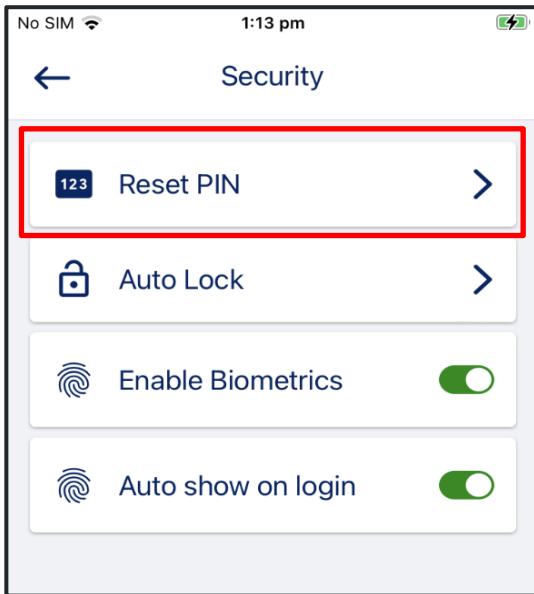 No SIM 1:13 pm
Security
123 Reset PIN
Auto Lock
Enable Biometrics
Auto show on login